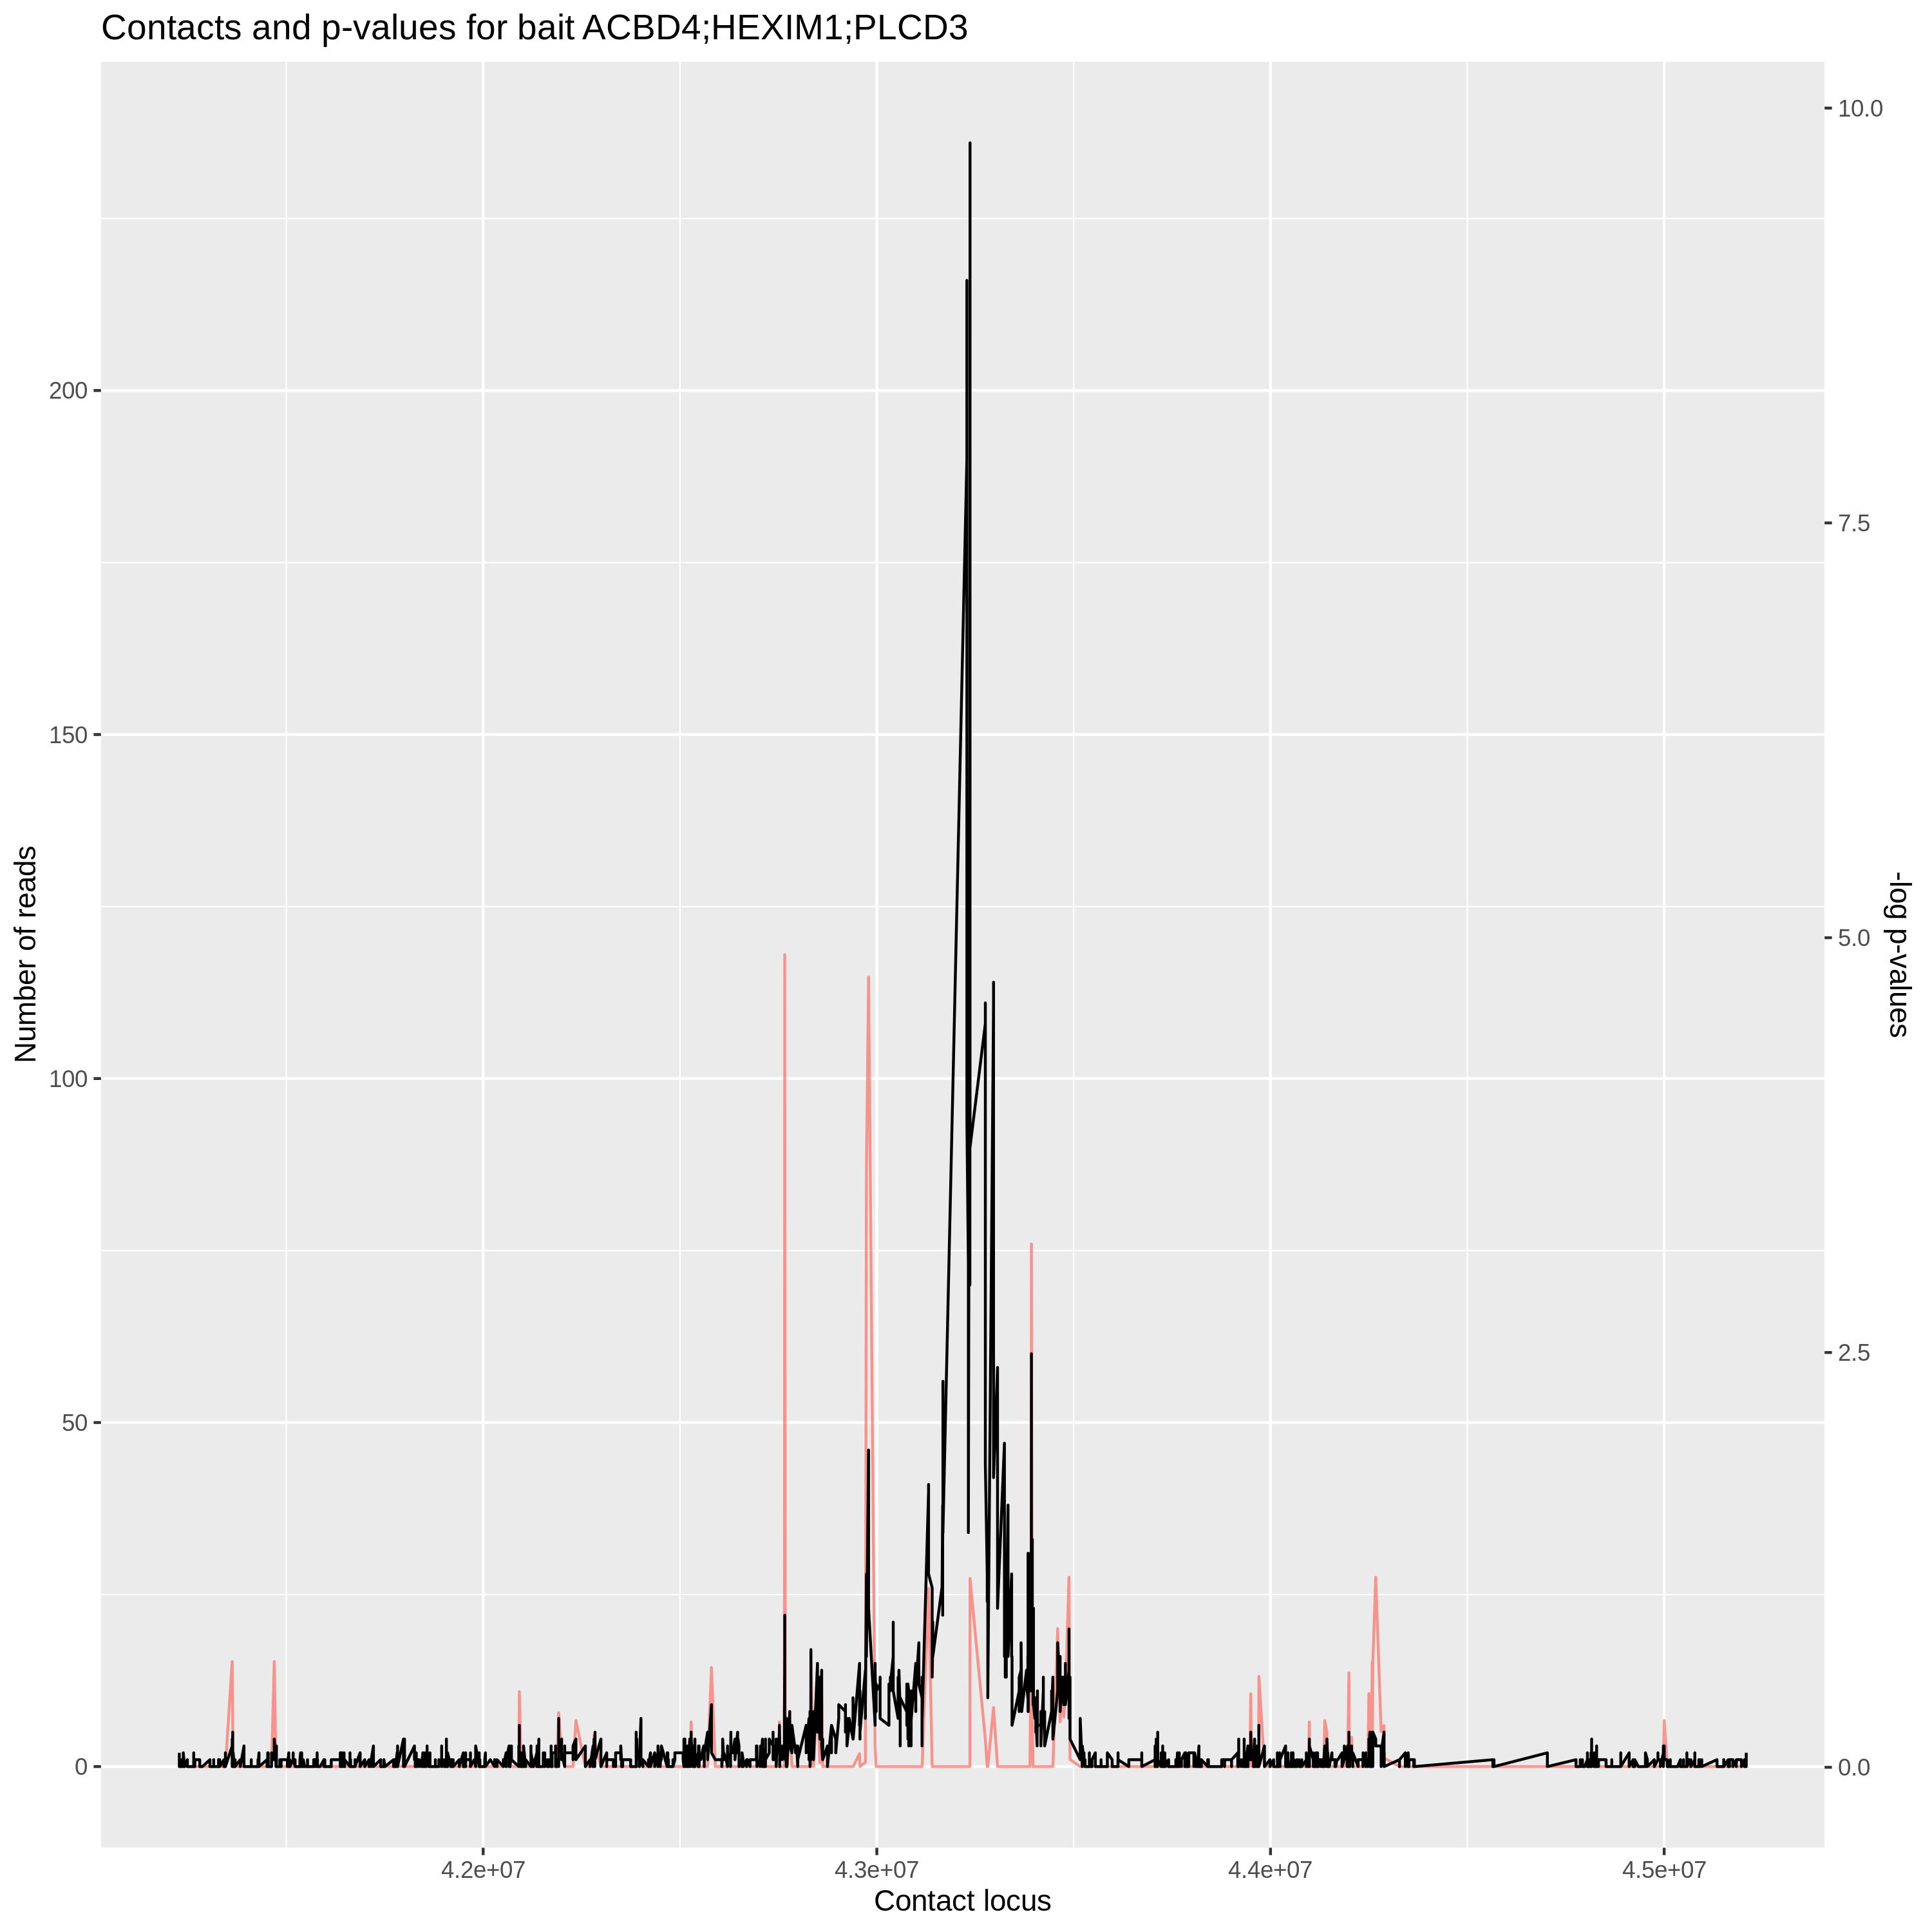 Contacts and p-values for bait ACBD4;HEXIM1;PLCD3
10.0
7.5
5.0
2.5
0.0
200
150
100
50
0
Number of reads
-log p-values
4.2e+07
4.3e+07
4.4e+07
4.5e+07
Contact locus